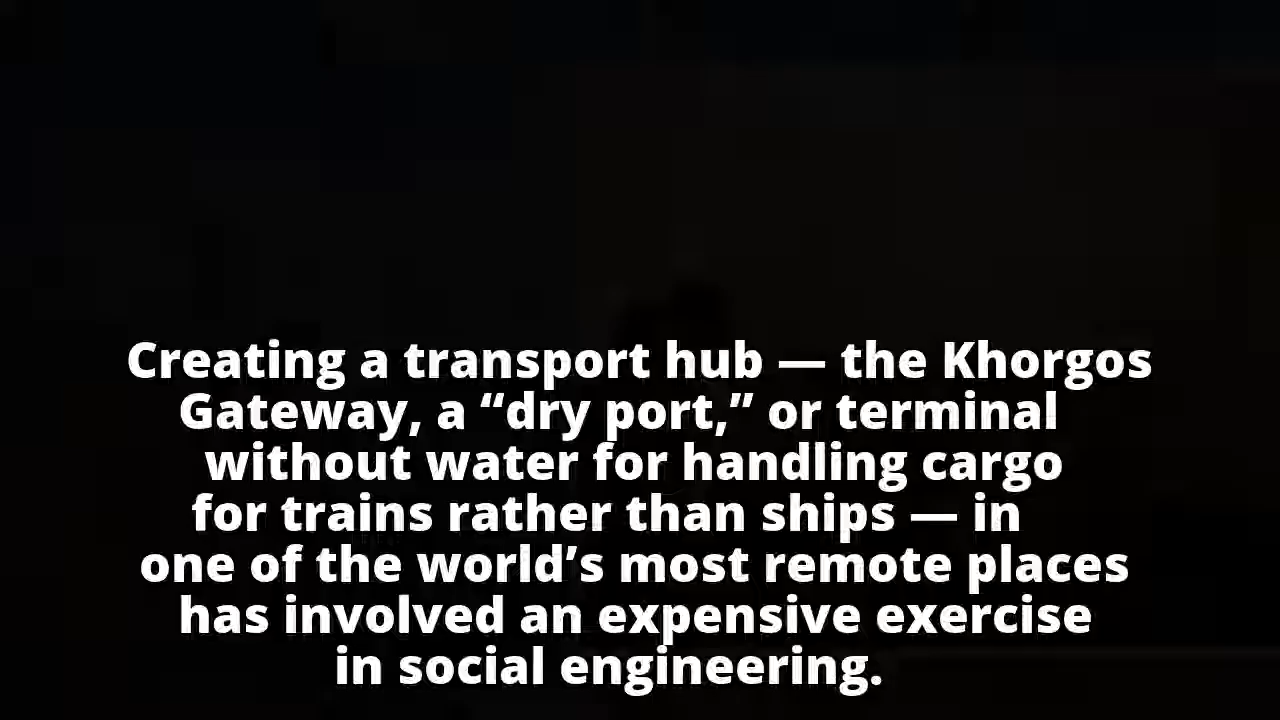 Creating a transport hub — the Khorgos
Gateway, a “dry port,” or terminal
without water for handling cargo
for trains rather than ships — in
one of the world’s most remote places
has involved an expensive exercise
in social engineering.